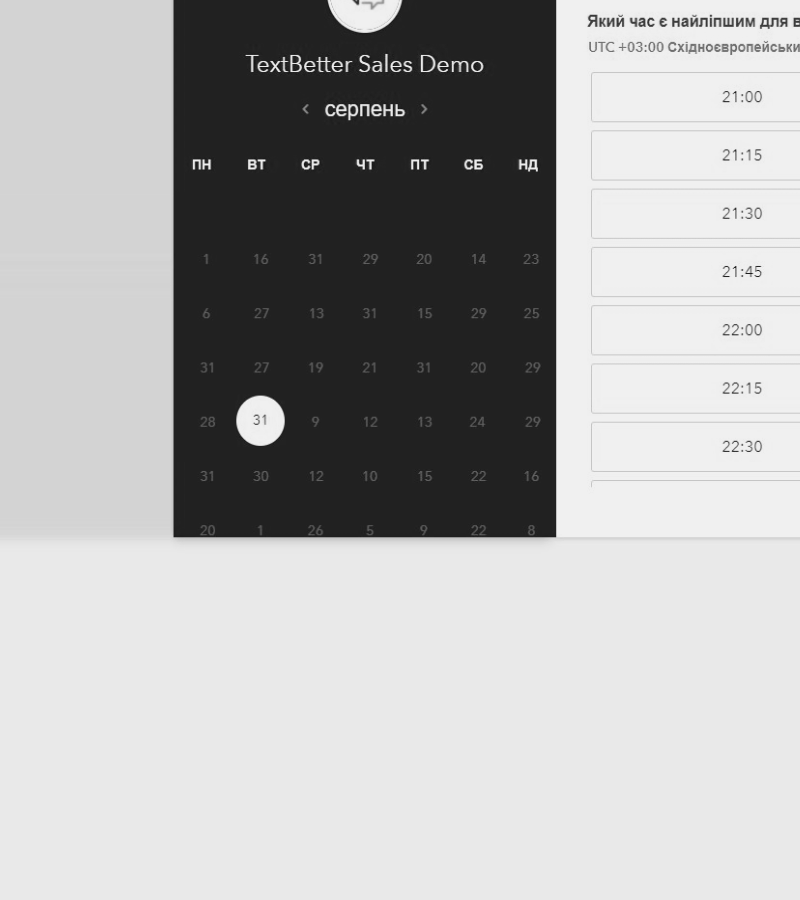 TextBetter Sales Demo
серпень
ПН ВТ СР ЧТ ПТ СБ НД
1 16 31 29 20 14 23
6 27 13 31 15 29 25
31 27 19 21 31 20 29
28 31 9 12 13 24 29
31 30 12 10 15 22 16
20 1 26 5 9 22 8
Який час є найліпшим для в
UTC +03:00 Східноєвропейськи
21:00
21:15
21:30
21:45
22:00
22:15
22:30